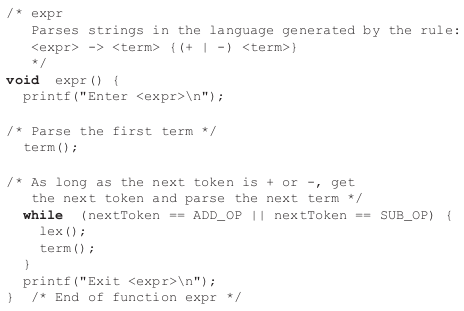 /* expr
   Parses strings in the language generated by the rule:
   <expr> -> <term> {(+ | -) <term>}
   */
void expr() {
  printf("Enter <expr>\n");

/* Parse the first term */
  term();

/* As long as the next token is + or -, get
   the next token and parse the next term */
  while (nextToken == ADD_OP || nextToken == SUB_OP) {
    lex();
    term();
  }
  printf("Exit <expr>\n");
} /* End of function expr */